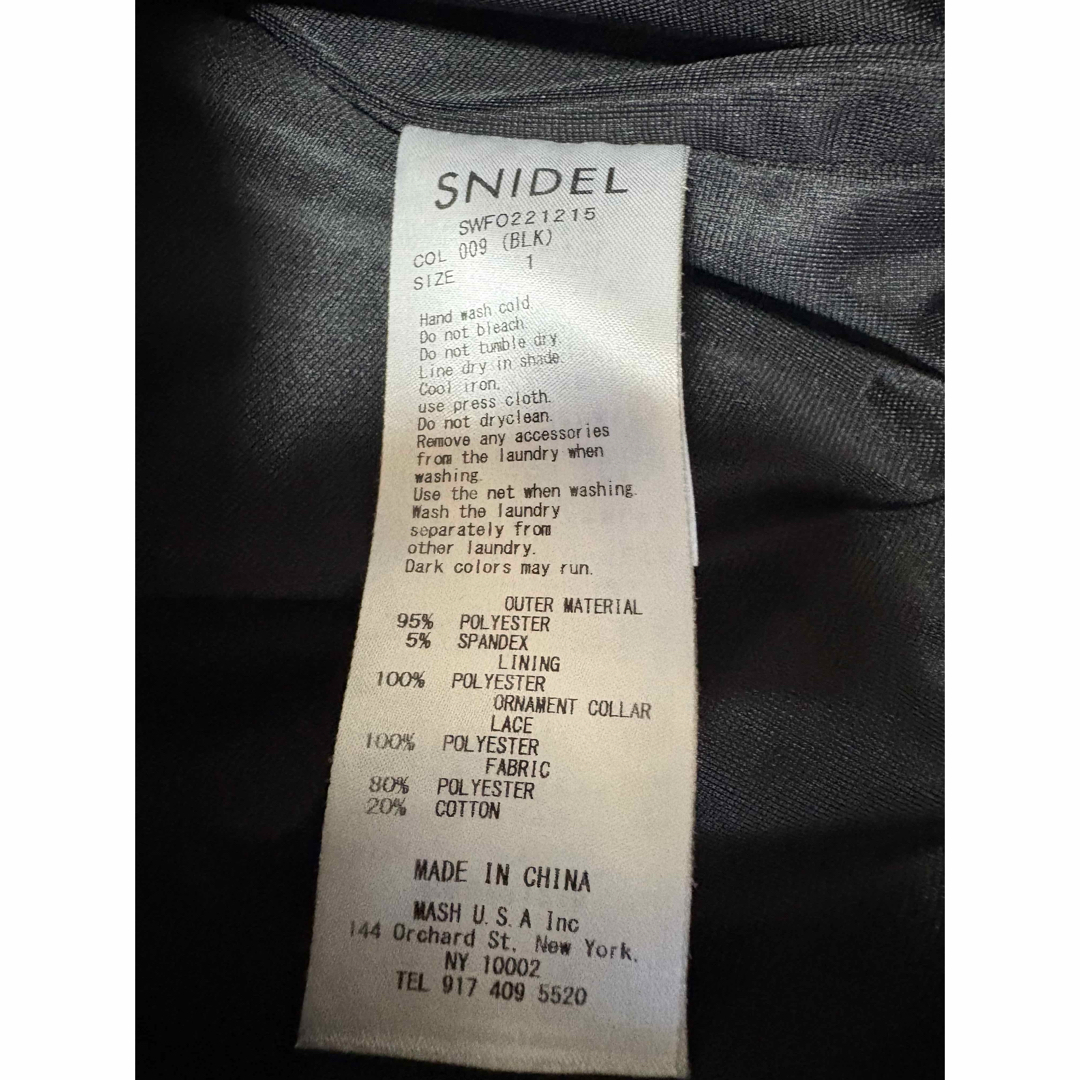 SNIDEL
SWFO221215
COL 009 (BLK)
SIZE 1
Hand wash cold.
Do not bleach.
Do not tumble dry.
Line dry in shade.
Cool iron.
use press cloth.
Do not dryclean.
Remove any accessories
from the laundry when
washing.
Use the net when washing.
Wash the laundry
separately from
other laundry.
Dark colors may run.
OUTER MATERIAL
95% POLYESTER
5% SPANDEX
LINING
100% POLYESTER
ORNAMENT COLLAR
LACE
100% POLYESTER
FABRIC
80% POLYESTER
20% COTTON
MADE IN CHINA
MASH U.S.A Inc
144 Orchard St, New York,
NY 10002
TEL 917 409 5520